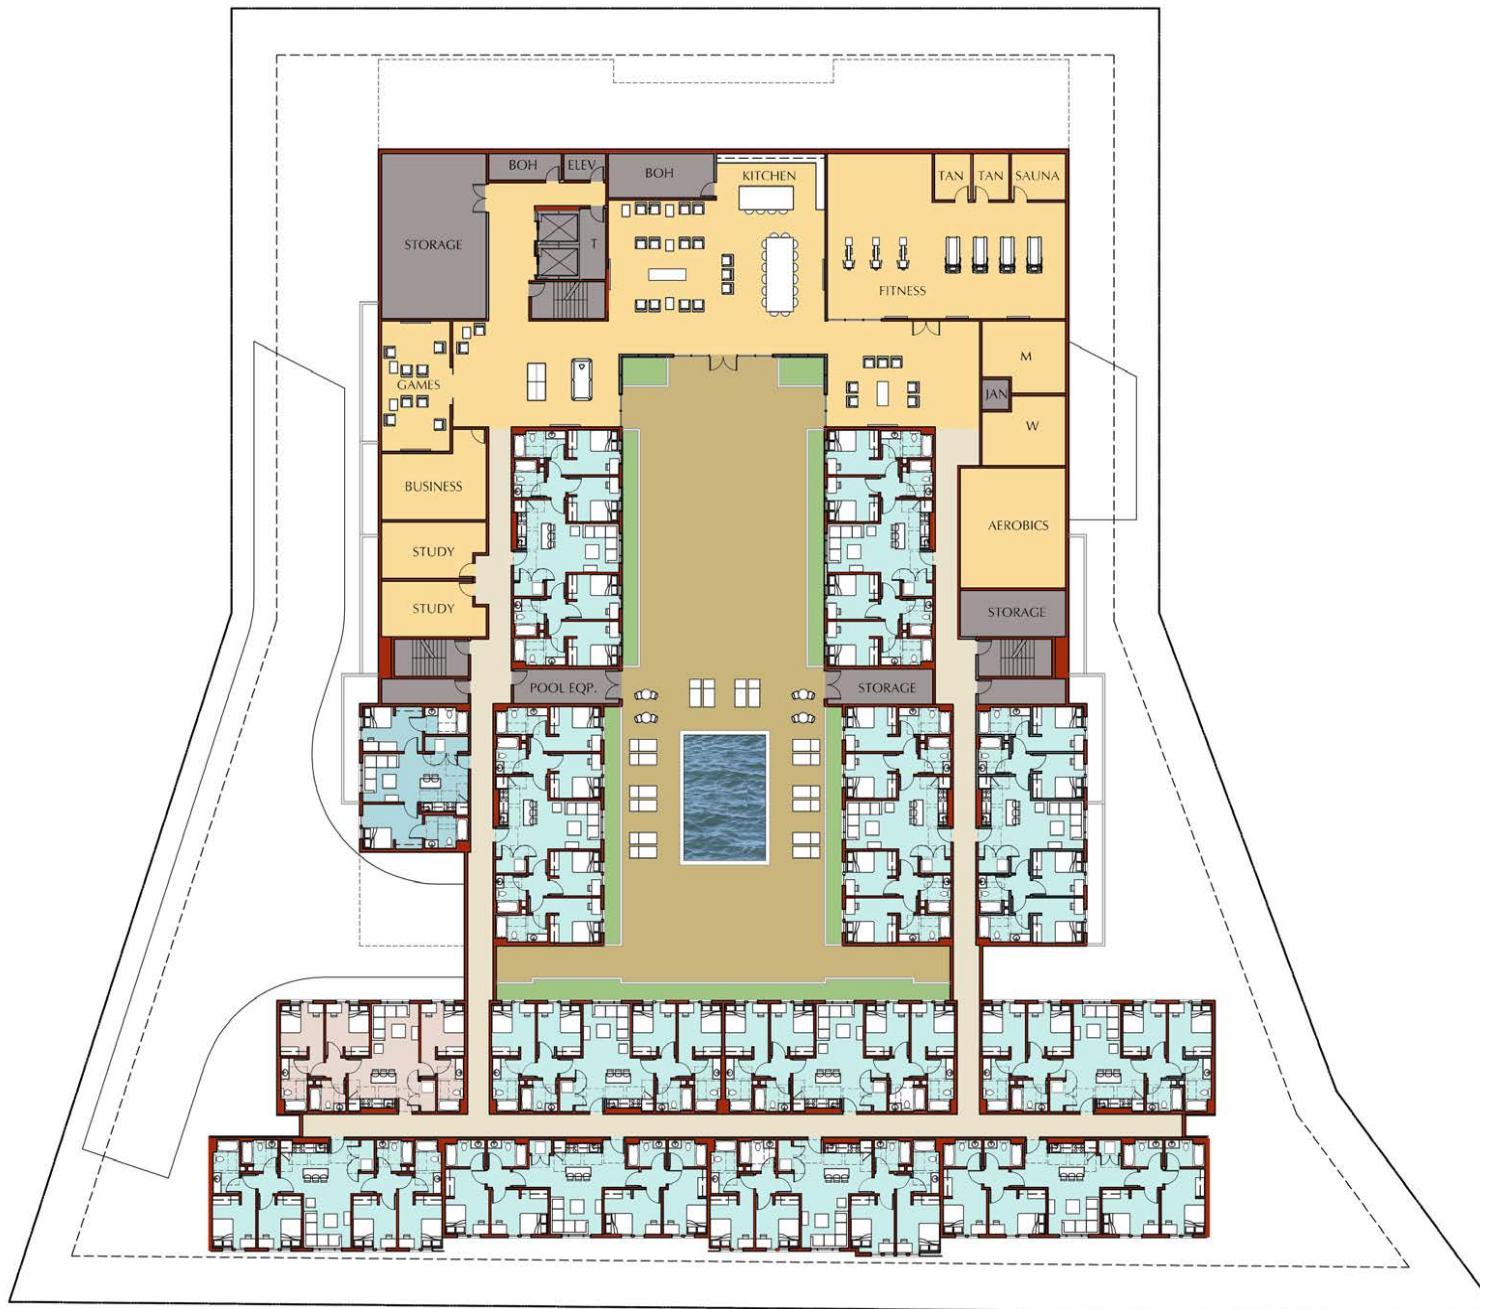 BOH
ELEV
BOH
KITCHEN
TAN
TAN
SAUNA
STORAGE
T
FITNESS
GAMES
M
JAN
W
BUSINESS
AEROBICS
STUDY
STUDY
STORAGE
POOL EQP.
STORAGE